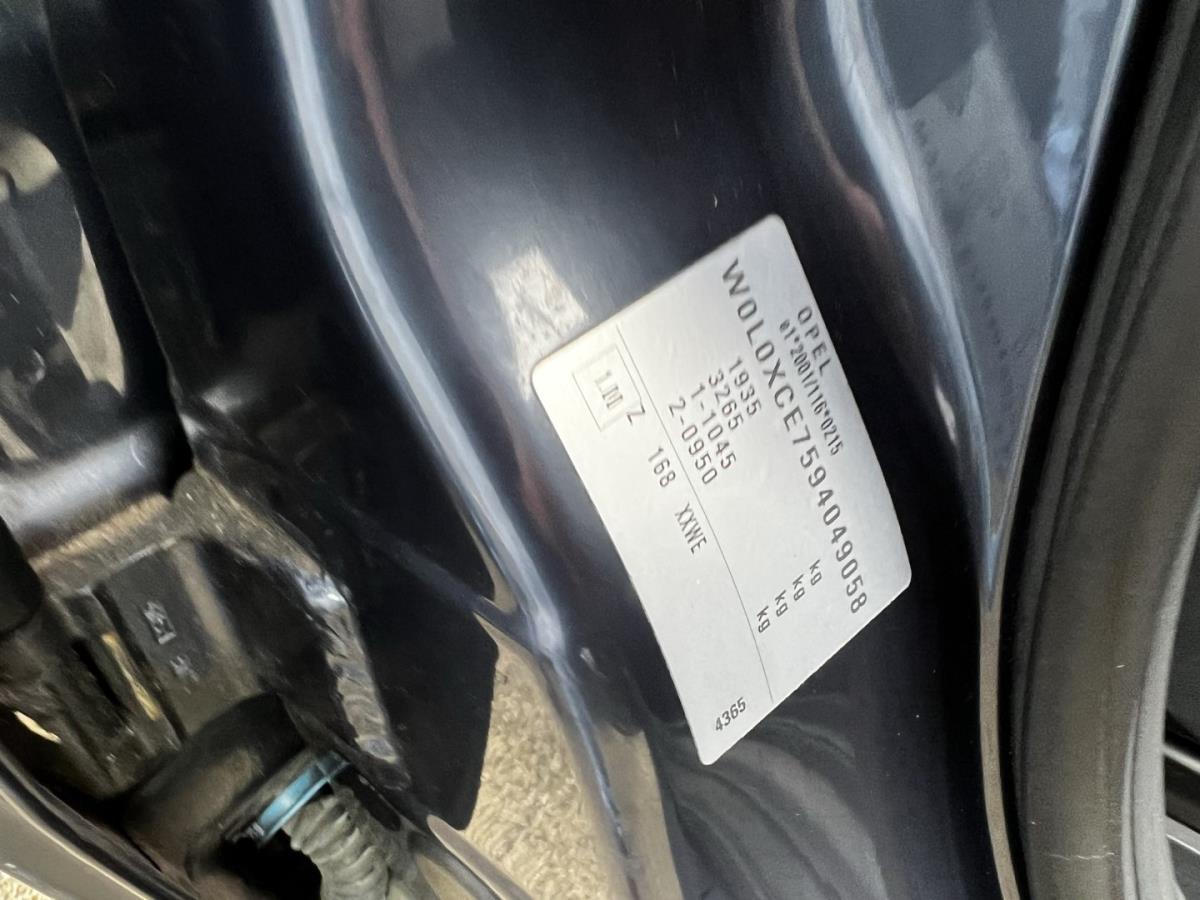 OPEL
e1*2001/116*0215
W0L0XCE7594049058
1935 kg
3265 kg
1-1045 kg
2-0950 kg
Z 168 XXWE
4365